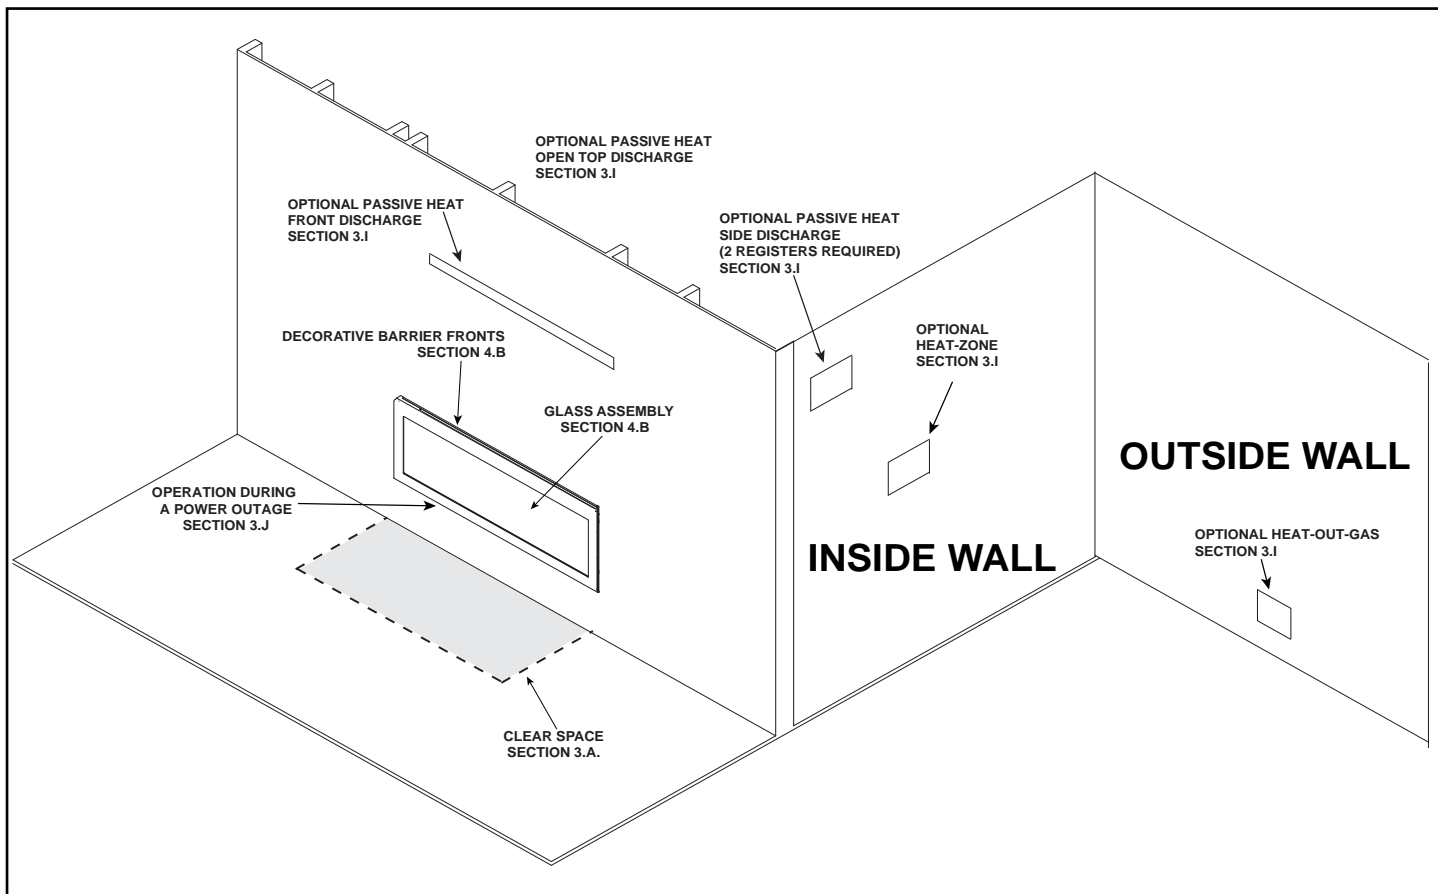 OPTIONAL PASSIVE HEAT
OPEN TOP DISCHARGE
SECTION 3.I
OPTIONAL PASSIVE HEAT
FRONT DISCHARGE
SECTION 3.I
OPTIONAL PASSIVE HEAT
SIDE DISCHARGE
(2 REGISTERS REQUIRED)
SECTION 3.I
DECORATIVE BARRIER FRONTS
SECTION 4.B
OPTIONAL
HEAT-ZONE
SECTION 3.I
GLASS ASSEMBLY
SECTION 4.B
OUTSIDE WALL
OPERATION DURING
A POWER OUTAGE
SECTION 3.J
INSIDE WALL
OPTIONAL HEAT-OUT-GAS
SECTION 3.I
CLEAR SPACE
SECTION 3.A.